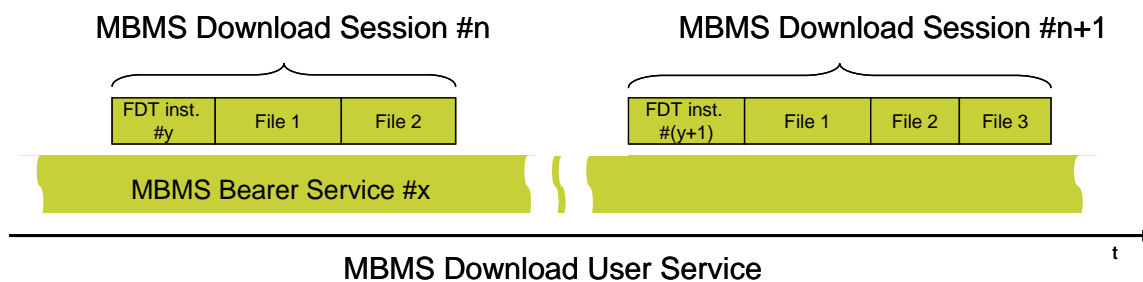 MBMS Download Session #n
MBMS Download Session #n+1
FDT inst.
#y
File 1
File 2
FDT inst.
#(y+1)
File 1
File 2
File 3
MBMS Bearer Service #x
t
MBMS Download User Service